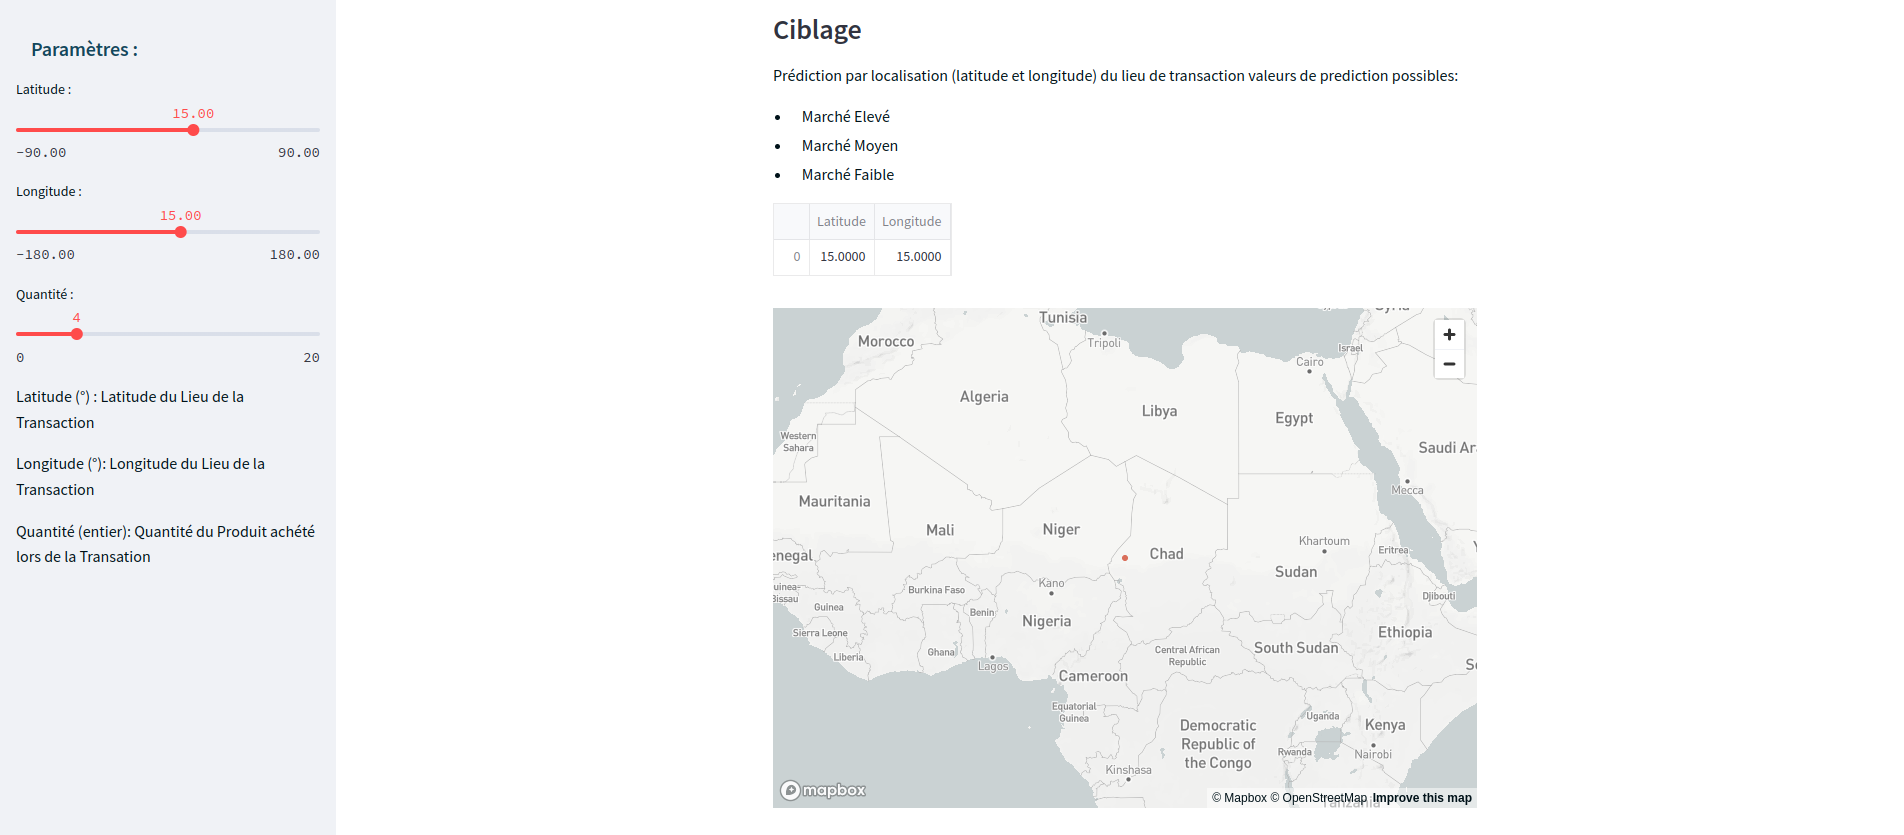 Paramètres :
Latitude :
15.00
-90.00 90.00
Longitude :
15.00
-180.00 180.00
Quantité :
4
0 20
Latitude (°) : Latitude du Lieu de la
Transaction
Longitude (°): Longitude du Lieu de la
Transaction
Quantité (entier): Quantité du Produit achété
lors de la Transation
Ciblage
Prédiction par localisation (latitude et longitude) du lieu de transaction valeurs de prediction possibles:
Marché Elevé
Marché Moyen
Marché Faible
Latitude Longitude
0 15.0000 15.0000
Tunisia
Morocco
Tripoli
Israel
Cairo
Algeria
Libya
Egypt
Western
Sahara
Saudi Ar
Mecca
Mauritania
Mali
Niger
Chad
Khartoum
Eritrea
enegal
Sudan
Kano
Burkina Faso
uinea-
Bissau
Guinea
Benin
Djibouti
Nigeria
Sierra Leone
Ethiopia
Liberia
Ghana
Lagos
Central African
Republic
South Sudan
Cameroon
Equatorial
Guinea
Uganda
Kenya
Democratic
Republic of
the Congo
Rwanda
Nairobi
Kinshasa
mapbox
© Mapbox © OpenStreetMap Improve this map